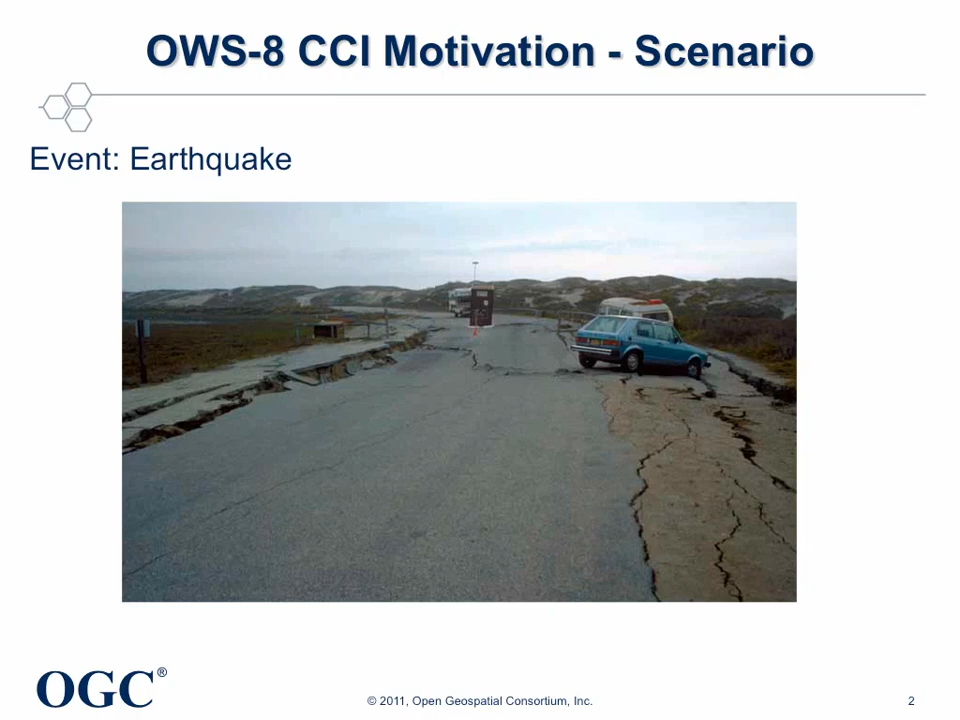 OWS-8 CCI Motivation - Scenario
Event: Earthquake
OGC®
© 2011, Open Geospatial Consortium, Inc.
2